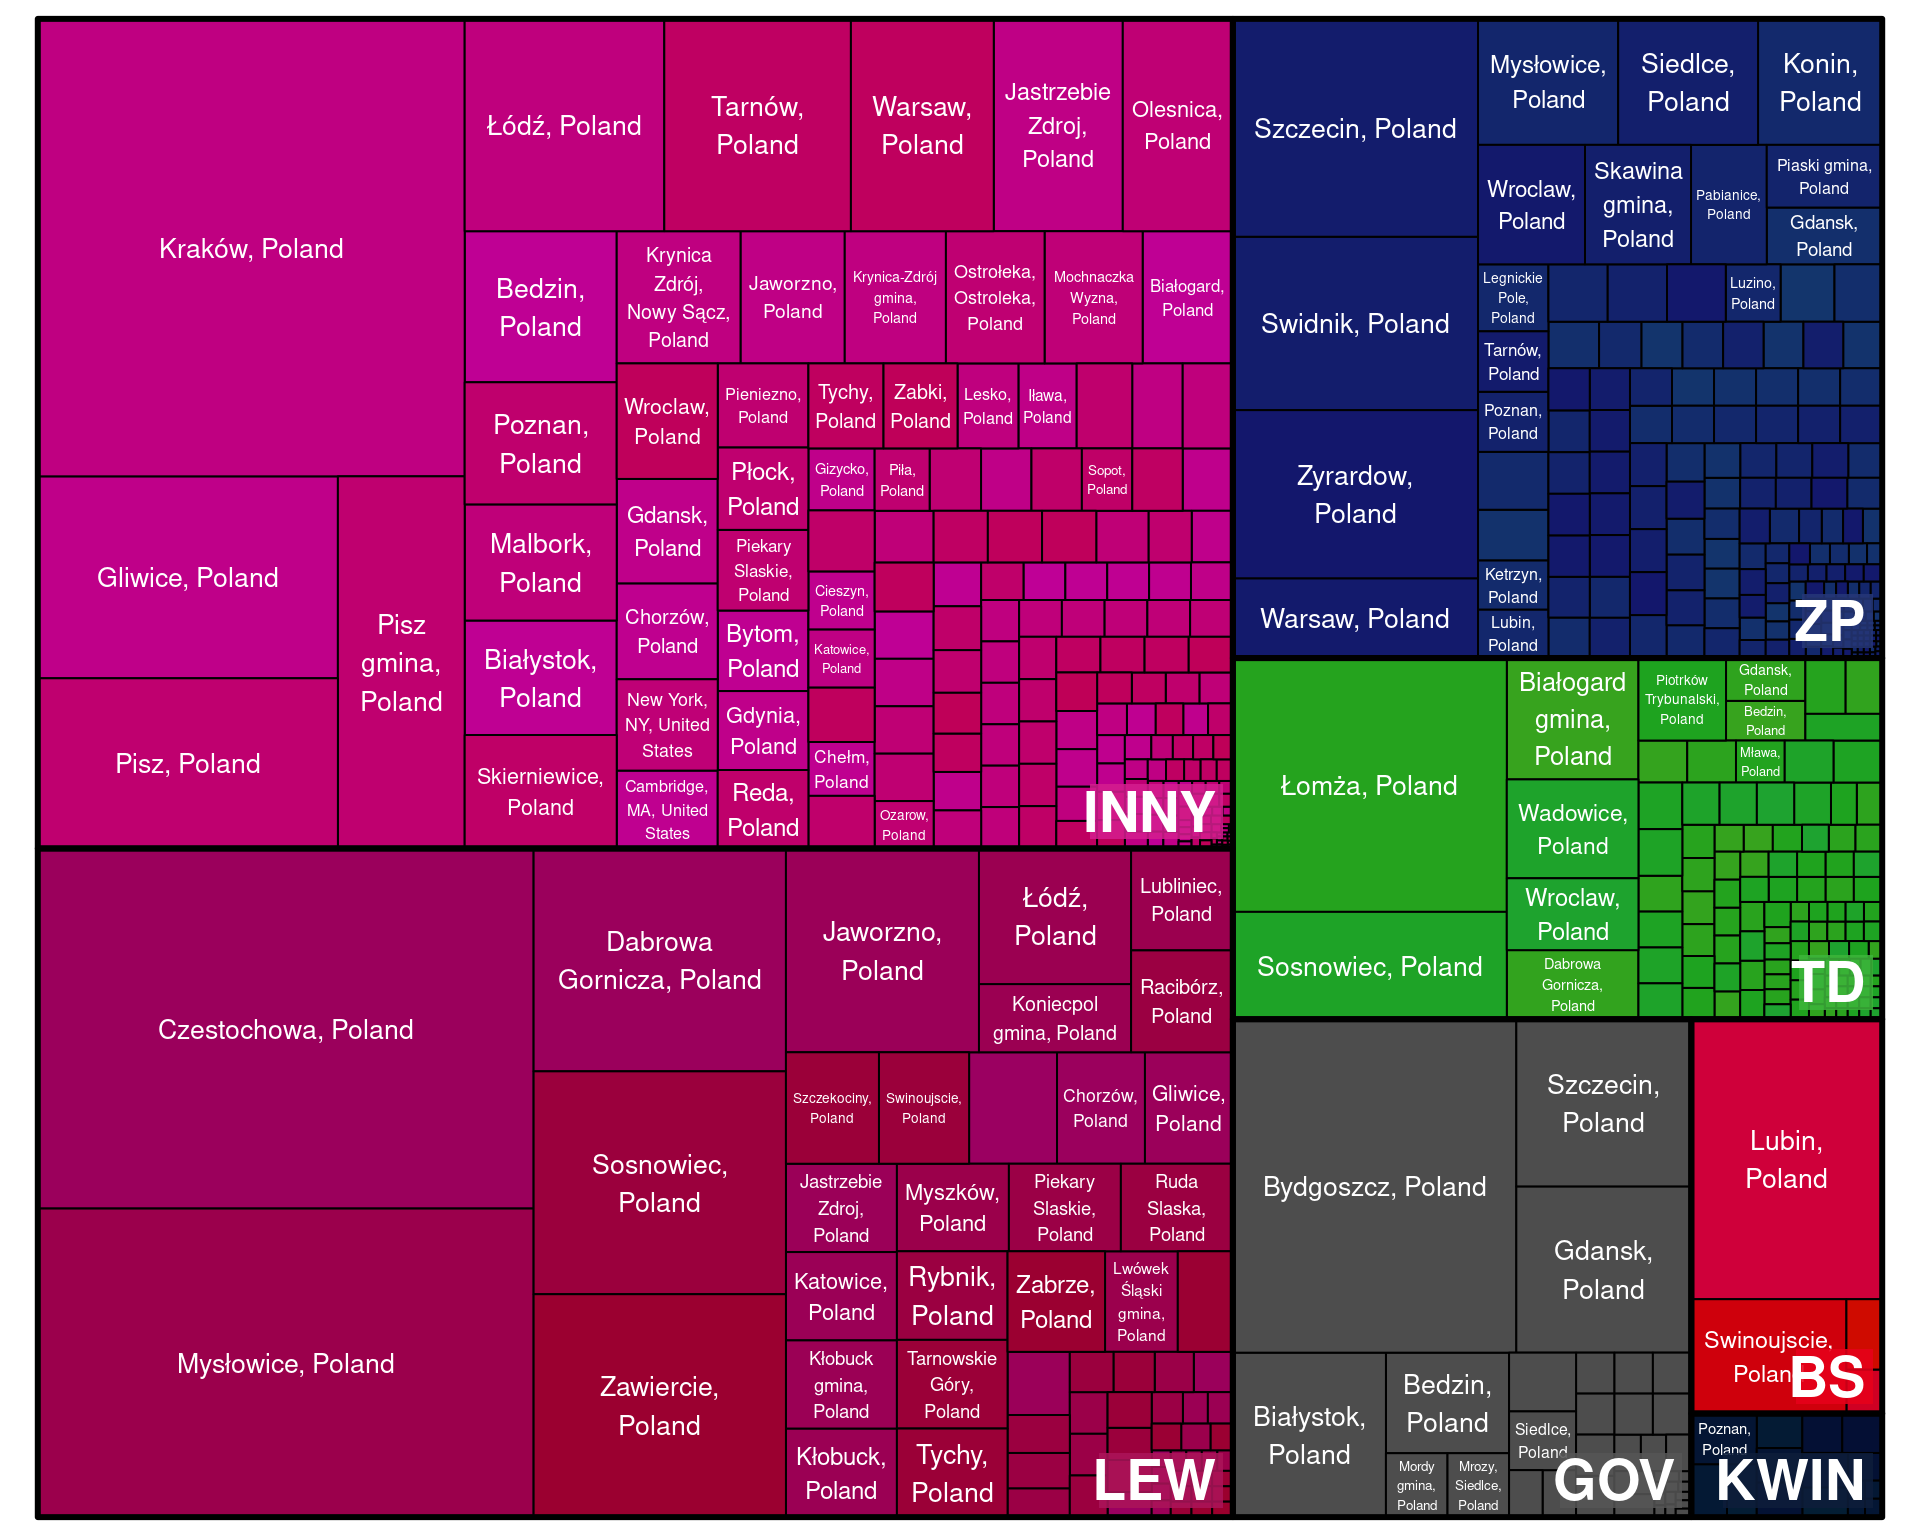 Kraków, Poland
Łódź, Poland
Tarnów,
Poland
Warsaw,
Poland
Jastrzebie
Zdroj,
Poland
Olesnica,
Poland
Gliwice, Poland
Pisz, Poland
Pisz
gmina,
Poland
Bedzin,
Poland
Poznan,
Poland
Malbork,
Poland
Białystok,
Poland
Skierniewice,
Poland
Krynica
Zdrój,
Nowy Sącz,
Poland
Jaworzno,
Poland
Krynica-Zdrój
gmina,
Poland
Ostrołeka,
Ostroleka,
Poland
Mochnaczka
Wyzna,
Poland
Białogard,
Poland
Wroclaw,
Poland
Gdansk,
Poland
Chorzów,
Poland
New York,
NY, United
States
Cambridge,
MA, United
States
Pieniezno,
Poland
Płock,
Poland
Piekary
Slaskie,
Poland
Bytom,
Poland
Gdynia,
Poland
Reda,
Poland
Tychy,
Poland
Zabki,
Poland
Lesko,
Poland
Iława,
Poland
Gizycko,
Poland
Piła,
Poland
Sopot,
Poland
Cieszyn,
Poland
Katowice,
Poland
Chełm,
Poland
Ozarow,
Poland
INNY
Szczecin, Poland
Swidnik, Poland
Zyrardow,
Poland
Warsaw, Poland
Mysłowice,
Poland
Siedlce,
Poland
Konin,
Poland
Wroclaw,
Poland
Skawina
gmina,
Poland
Pabianice,
Poland
Piaski gmina,
Poland
Gdansk,
Poland
Legnickie
Pole,
Poland
Luzino,
Poland
Tarnów,
Poland
Poznan,
Poland
Ketrzyn,
Poland
Lubin,
Poland
ZP
Łomża, Poland
Sosnowiec, Poland
Białogard
gmina,
Poland
Wadowice,
Poland
Wroclaw,
Poland
Dabrowa
Gornicza,
Poland
Piotrków
Trybunalski,
Poland
Gdansk,
Poland
Bedzin,
Poland
Mława,
Poland
TD
Czestochowa, Poland
Mysłowice, Poland
Dabrowa
Gornicza, Poland
Sosnowiec,
Poland
Zawiercie,
Poland
Jaworzno,
Poland
Łódź,
Poland
Koniecpol
gmina, Poland
Lubliniec,
Poland
Racibórz,
Poland
Szczekociny,
Poland
Swinoujscie,
Poland
Chorzów,
Poland
Gliwice,
Poland
Jastrzebie
Zdroj,
Poland
Myszków,
Poland
Piekary
Slaskie,
Poland
Ruda
Slaska,
Poland
Katowice,
Poland
Rybnik,
Poland
Zabrze,
Poland
Lwówek
Śląski
gmina,
Poland
Kłobuck
gmina,
Poland
Tarnowskie
Góry,
Poland
Kłobuck,
Poland
Tychy,
Poland
LEW
Bydgoszcz, Poland
Szczecin,
Poland
Gdansk,
Poland
Białystok,
Poland
Bedzin,
Poland
Mordy
gmina,
Poland
Mrozy,
Siedlce,
Poland
Siedlce,
Poland
GOV
Lubin,
Poland
Swinoujscie,
Poland
BS
Poznan,
Poland
KWIN